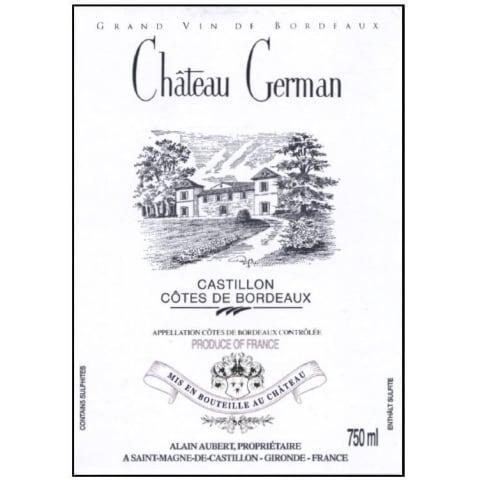 GRAND VIN DE BORDEAUX
Château German
CASTILLON
CÔTES DE BORDEAUX
APPELLATION CÔTES DE BORDEAUX CONTRÔLÉE
PRODUCE OF FRANCE
MIS EN BOUTEILLE AU CHÂTEAU
CONTAINS SULPHITES
ENTHÄLT SULFITE
750 ml
ALAIN AUBERT, PROPRIÉTAIRE
A SAINT-MAGNE-DE-CASTILLON - GIRONDE - FRANCE